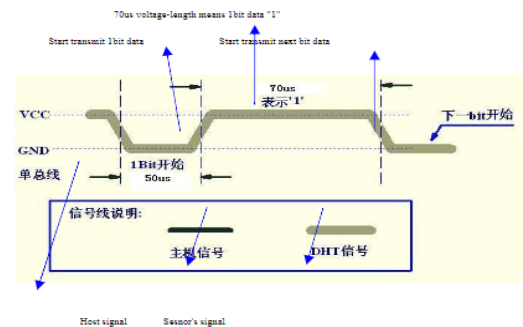 70us voltage-length means 1bit data "1"
Start transmit 1bit data
Start transmit next bit data
70us
表示'1'
VCC
下一bit开始
GND
1Bit开始
单总线
50us
信号线说明:
主机信号
DHT信号
Host signal
Sesnor's signal